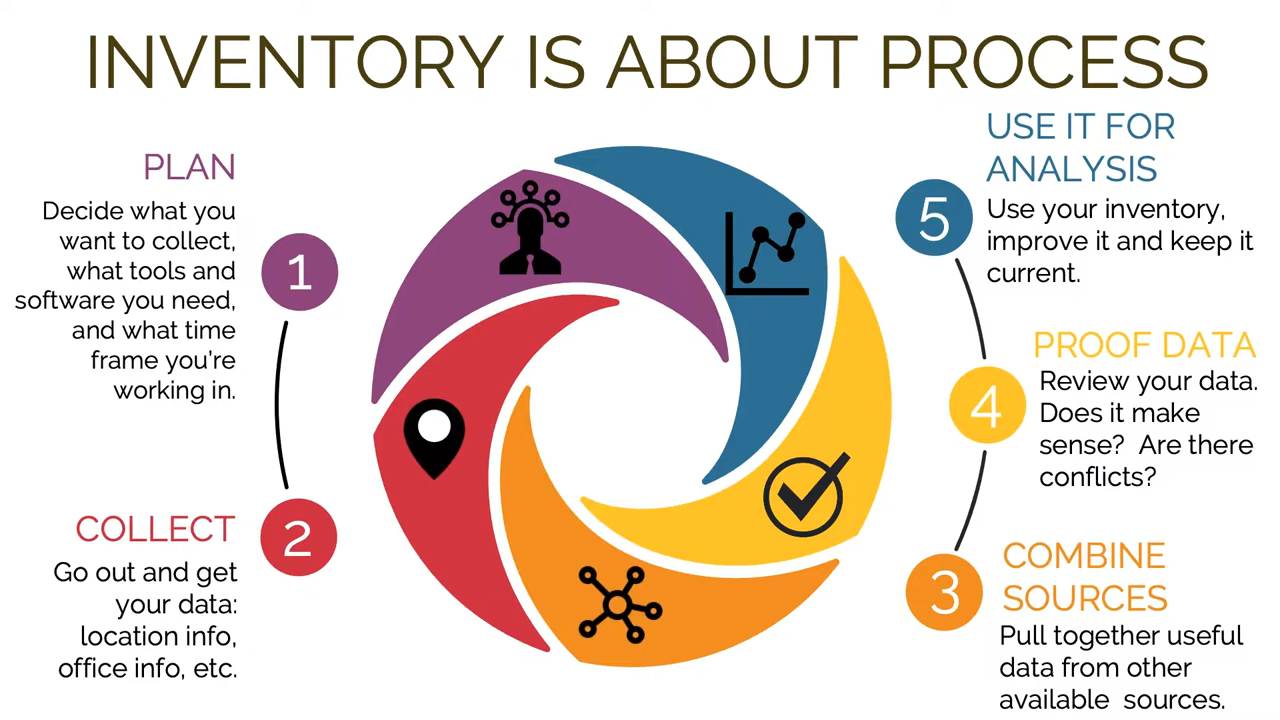 INVENTORY IS ABOUT PROCESS
PLAN
Decide what you
want to collect,
what tools and
software you need,
and what time
frame you're
working in.
1
2
COLLECT
Go out and get
your data:
location info,
office info, etc.
3
COMBINE
SOURCES
Pull together useful
data from other
available sources.
4
PROOF DATA
Review your data.
Does it make
sense? Are there
conflicts?
5
USE IT FOR
ANALYSIS
Use your inventory,
improve it and keep it
current.